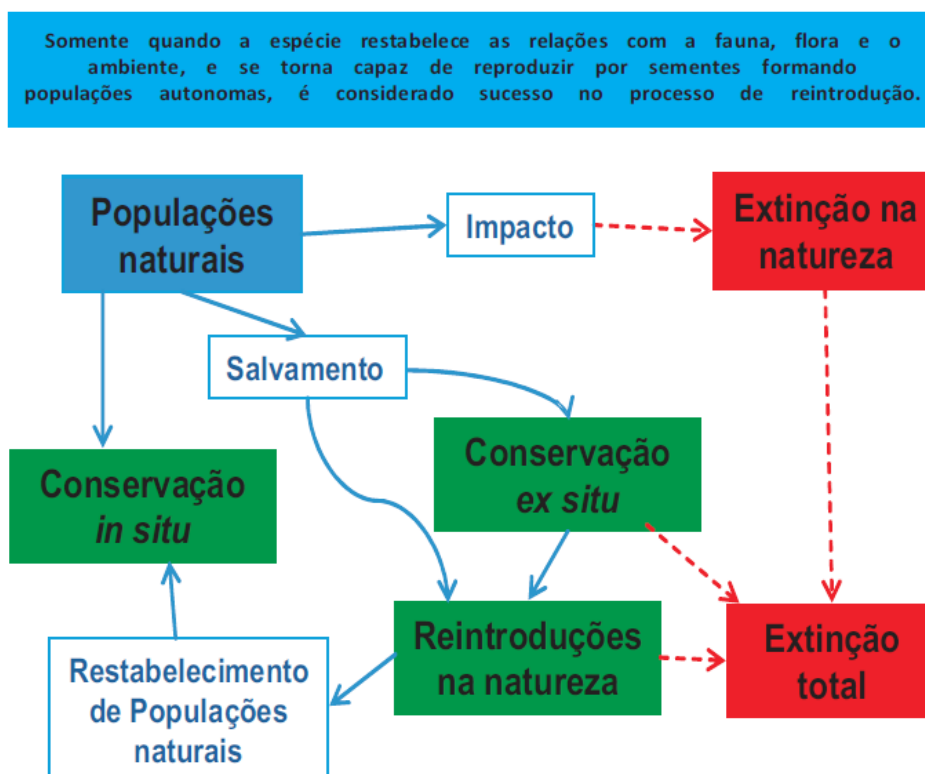 Somente quando a espécie restabelece as relações com a fauna, flora e o
ambiente, e se torna capaz de reproduzir por sementes formando
populações autonomas, é considerado sucesso no processo de reintrodução.
Populações
naturais
Impacto
Extinção na
natureza
Salvamento
Conservação
in situ
Conservação
ex situ
Reintroduções
na natureza
Extinção
total
Restabelecimento
de Populações
naturais